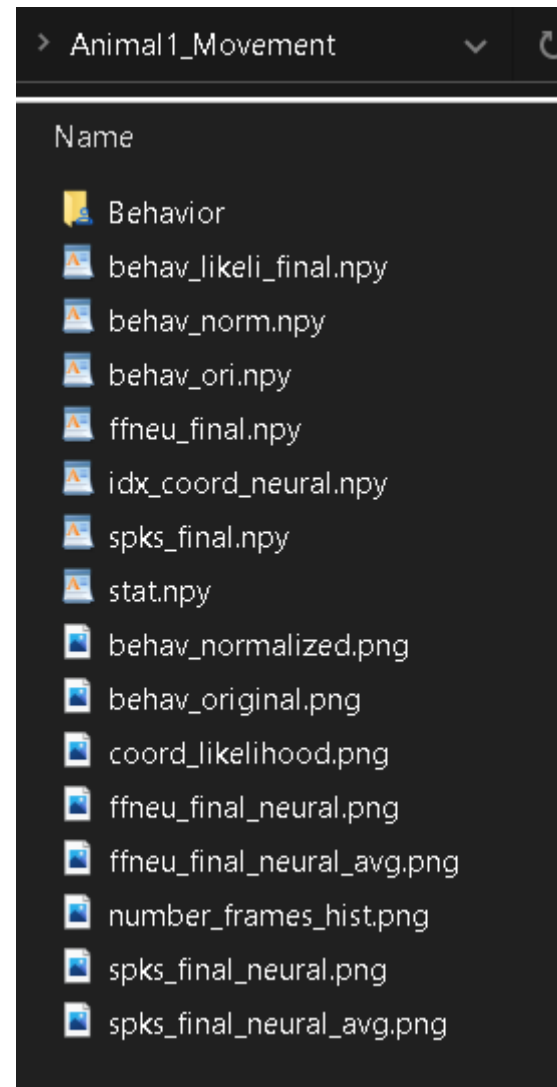 Animal1_Movement
Name
Behavior
behav_likeli_final.npy
behav_norm.npy
behav_ori.npy
ffneu_final.npy
idx_coord_neural.npy
spks_final.npy
stat.npy
behav_normalized.png
behav_original.png
coord_likelihood.png
ffneu_final_neural.png
ffneu_final_neural_avg.png
number_frames_hist.png
spks_final_neural.png
spks_final_neural_avg.png